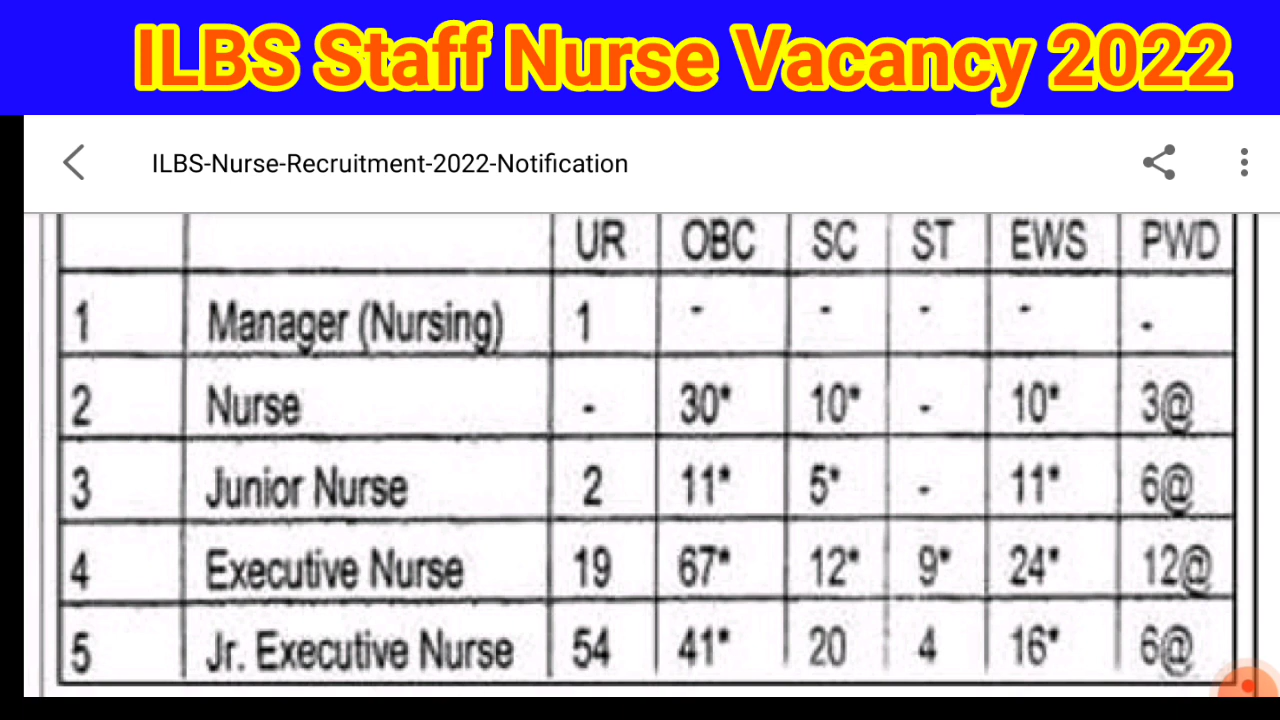 ILBS Staff Nurse Vacancy 2022
ILBS-Nurse-Recruitment-2022-Notification
UR OBC SC ST EWS PWD
1 Manager (Nursing) 1 - - - - -
2 Nurse - 30* 10* - 10* 3@
3 Junior Nurse 2 11* 5* - 11* 6@
4 Executive Nurse 19 67* 12* 9* 24* 12@
5 Jr. Executive Nurse 54 41* 20 4 16* 6@